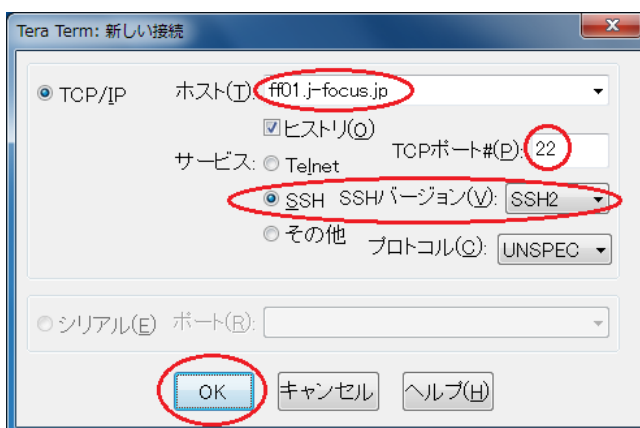 Tera Term: 新しい接続
TCP/IP
ホスト(T): ff01.j-focus.jp
ヒストリ(O)
サービス: Telnet
TCPポート#(P): 22
SSH SSHバージョン(V): SSH2
その他
プロトコル(C): UNSPEC
シリアル(E) ポート(R):
OK キャンセル ヘルプ(H)